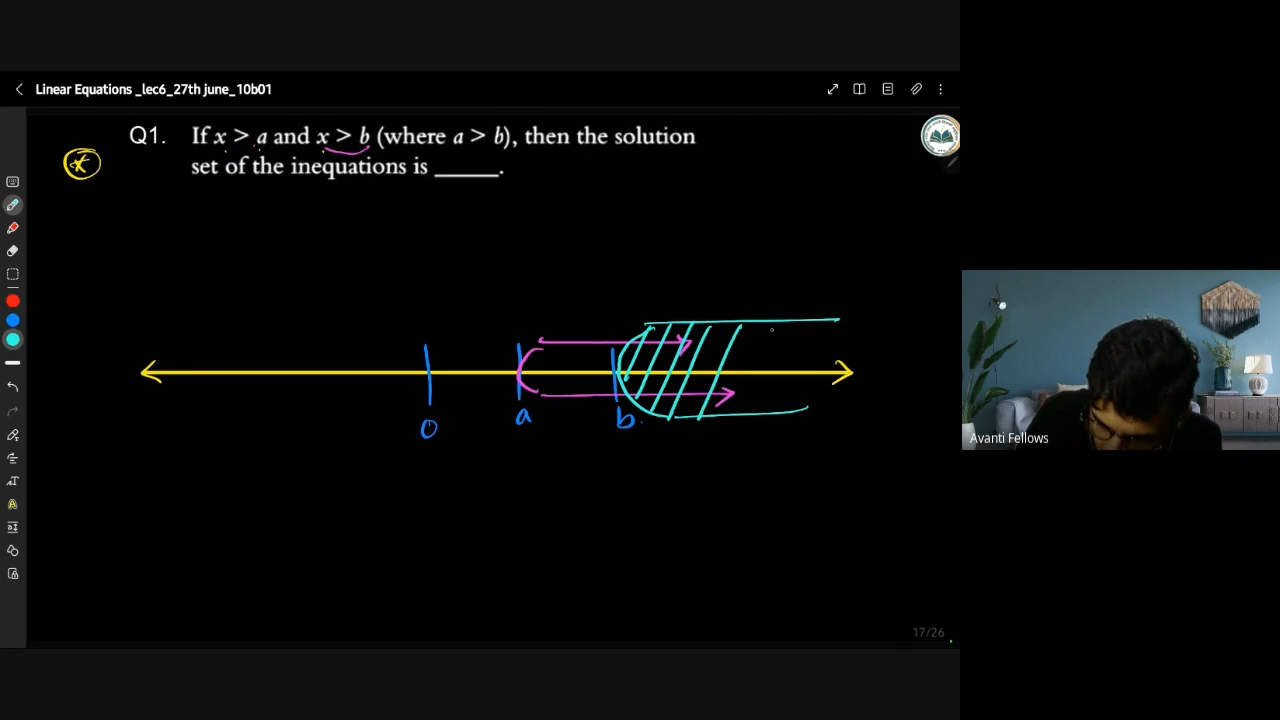 Linear Equations _lec6_27th june_10b01
Q1. If x > a and x > b (where a > b), then the solution
set of the inequations is ______.
0 a b
Avanti Fellows
17/26